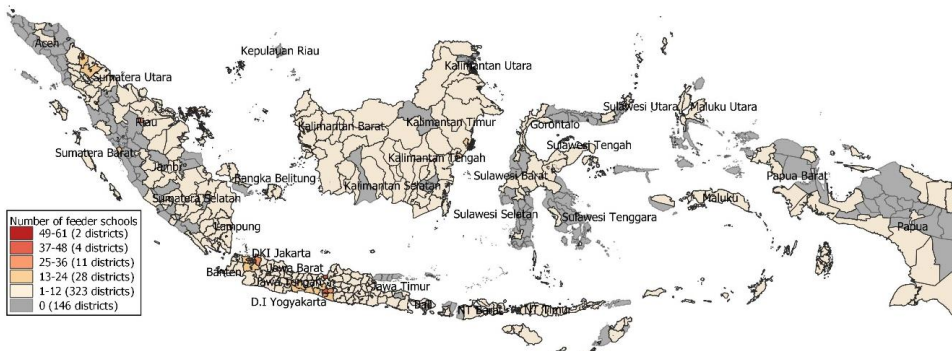 Aceh
Sumatera Utara
Kepulauan Riau
Kalimantan Utara
Riau
Sumatera Barat
Jambi
Bangka Belitung
Sumatera Selatan
Lampung
Kalimantan Barat
Kalimantan Timur
Kalimantan Tengah
Kalimantan Selatan
Gorontalo
Sulawesi Utara
Maluku Utara
Sulawesi Tengah
Sulawesi Barat
Sulawesi Seletan
Sulawesi Tenggara
Maluku
Papua Barat
Papua
DKI Jakarta
Banten
Jawa Barat
Jawa Tengah
Jawa Timur
D.I Yogyakarta
Bali
NT Barat
NT Timur
Number of feeder schools
49-61 (2 districts)
37-48 (4 districts)
25-36 (11 districts)
13-24 (28 districts)
1-12 (323 districts)
0 (146 districts)